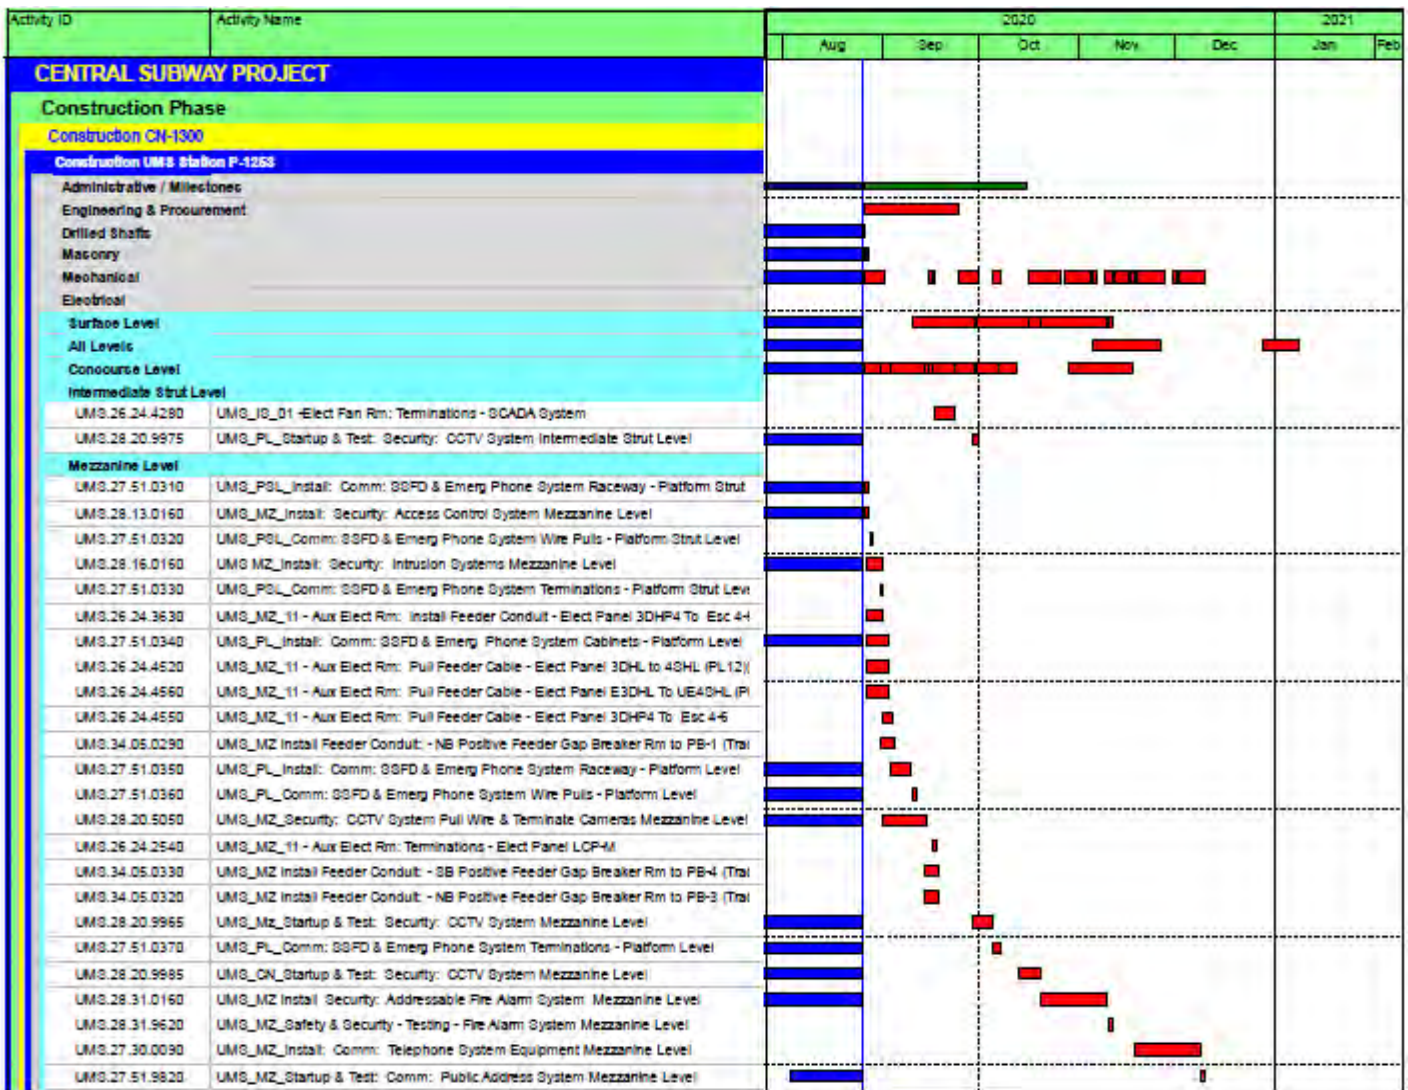 Activity ID Activity Name 2020 2021
Aug Sep Oct Nov Dec Jan Feb
CENTRAL SUBWAY PROJECT
Construction Phase
Construction CN-1300
Construction UMS Station P-1253
Administrative / Milestones
Engineering & Procurement
Drilled Shafts
Masonry
Mechanical
Electrical
Surface Level
All Levels
Concourse Level
Intermediate Strut Level
UMS.26.24.4280 UMS_IS_01 -Elect Fan Rm: Terminations - SCADA System
UMS.28.20.9975 UMS_PL_Startup & Test: Security: CCTV System Intermediate Strut Level
Mezzanine Level
UMS.27.51.0310 UMS_PSL_Install: Comm: SSFD & Emerg Phone System Raceway - Platform Strut
UMS.28.13.0160 UMS_MZ_Install: Security: Access Control System Mezzanine Level
UMS.27.51.0320 UMS_PSL_Comm: SSFD & Emerg Phone System Wire Pulls - Platform Strut Level
UMS.28.16.0160 UMS MZ_Install: Security: Intrusion Systems Mezzanine Level
UMS.27.51.0330 UMS_PSL_Comm: SSFD & Emerg Phone System Terminations - Platform Strut Leve
UMS.26.24.3630 UMS_MZ_11 - Aux Elect Rm: Install Feeder Conduit - Elect Panel 3DHP4 To Esc 4-
UMS.27.51.0340 UMS_PL_Install: Comm: SSFD & Emerg Phone System Cabinets - Platform Level
UMS.26.24.4520 UMS_MZ_11 - Aux Elect Rm: Pull Feeder Cable - Elect Panel 3DHL to 4SHL (PL12)(
UMS.26.24.4560 UMS_MZ_11 - Aux Elect Rm: Pull Feeder Cable - Elect Panel E3DHL To UE4SHL (P
UMS.26.24.4550 UMS_MZ_11 - Aux Elect Rm: Pull Feeder Cable - Elect Panel 3DHP4 To Esc 4-6
UMS.34.05.0290 UMS_MZ Install Feeder Conduit: - NB Positive Feeder Gap Breaker Rm to PB-1 (Tra
UMS.27.51.0350 UMS_PL_Install: Comm: SSFD & Emerg Phone System Raceway - Platform Level
UMS.27.51.0360 UMS_PL_Comm: SSFD & Emerg Phone System Wire Pulls - Platform Level
UMS.28.20.5050 UMS_MZ_Security: CCTV System Pull Wire & Terminate Cameras Mezzanine Level
UMS.26.24.2540 UMS_MZ_11 - Aux Elect Rm: Terminations - Elect Panel LCP-M
UMS.34.05.0330 UMS_MZ Install Feeder Conduit: - SB Positive Feeder Gap Breaker Rm to PB-4 (Tra
UMS.34.05.0320 UMS_MZ Install Feeder Conduit: - NB Positive Feeder Gap Breaker Rm to PB-3 (Tra
UMS.28.20.9965 UMS_Mz_Startup & Test: Security: CCTV System Mezzanine Level
UMS.27.51.0370 UMS_PL_Comm: SSFD & Emerg Phone System Terminations - Platform Level
UMS.28.20.9985 UMS_CN_Startup & Test: Security: CCTV System Mezzanine Level
UMS.28.31.0160 UMS_MZ Install Security: Addressable Fire Alarm System Mezzanine Level
UMS.28.31.9620 UMS_MZ_Safety & Security - Testing - Fire Alarm System Mezzanine Level
UMS.27.30.0090 UMS_MZ_Install: Comm: Telephone System Equipment Mezzanine Level
UMS.27.51.9820 UMS_MZ_Startup & Test: Comm: Public Address System Mezzanine Level